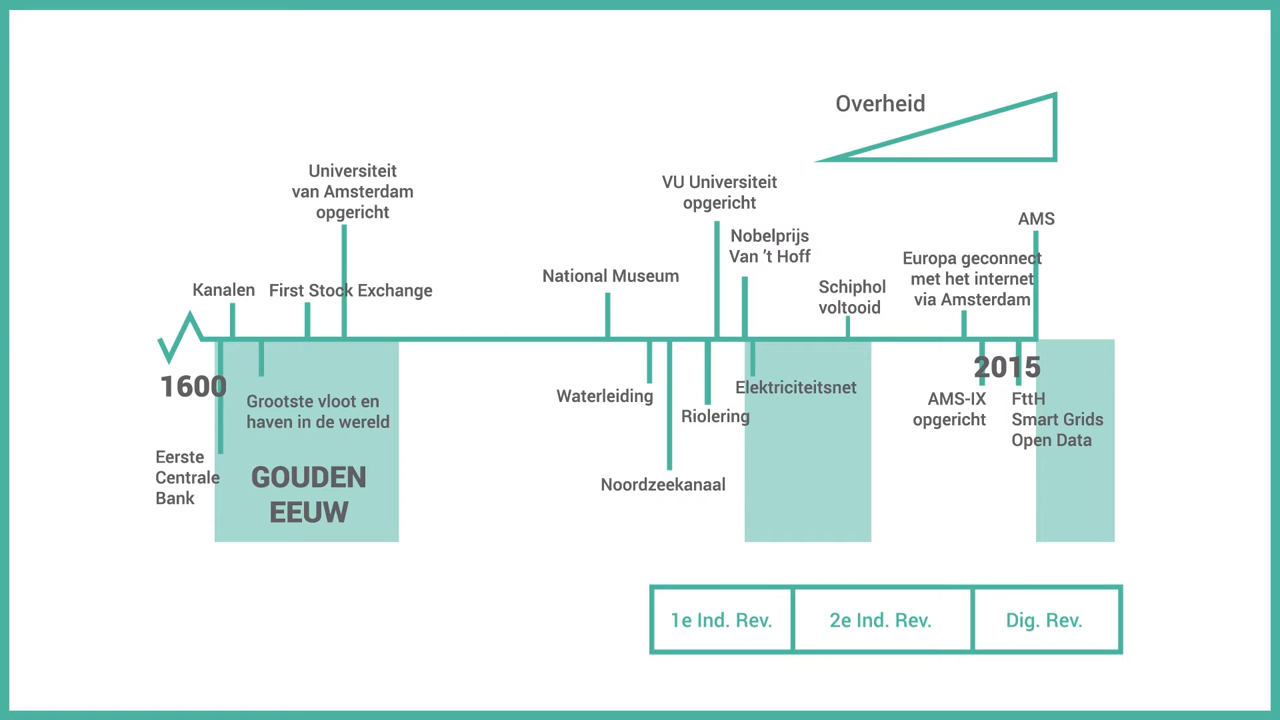 Overheid
Universiteit
van Amsterdam
opgericht
VU Universiteit
opgericht
Nobelprijs
Van 't Hoff
AMS
Kanalen
First Stock Exchange
National Museum
Schiphol
voltooid
Europa geconnect
met het internet
via Amsterdam
1600
2015
Grootste vloot en
haven in de wereld
Eerste
Centrale
Bank
GOUDEN
EEUW
Waterleiding
Noordzeekanaal
Riolering
Elektriciteitsnet
AMS-IX
opgericht
FttH
Smart Grids
Open Data
1e Ind. Rev.
2e Ind. Rev.
Dig. Rev.